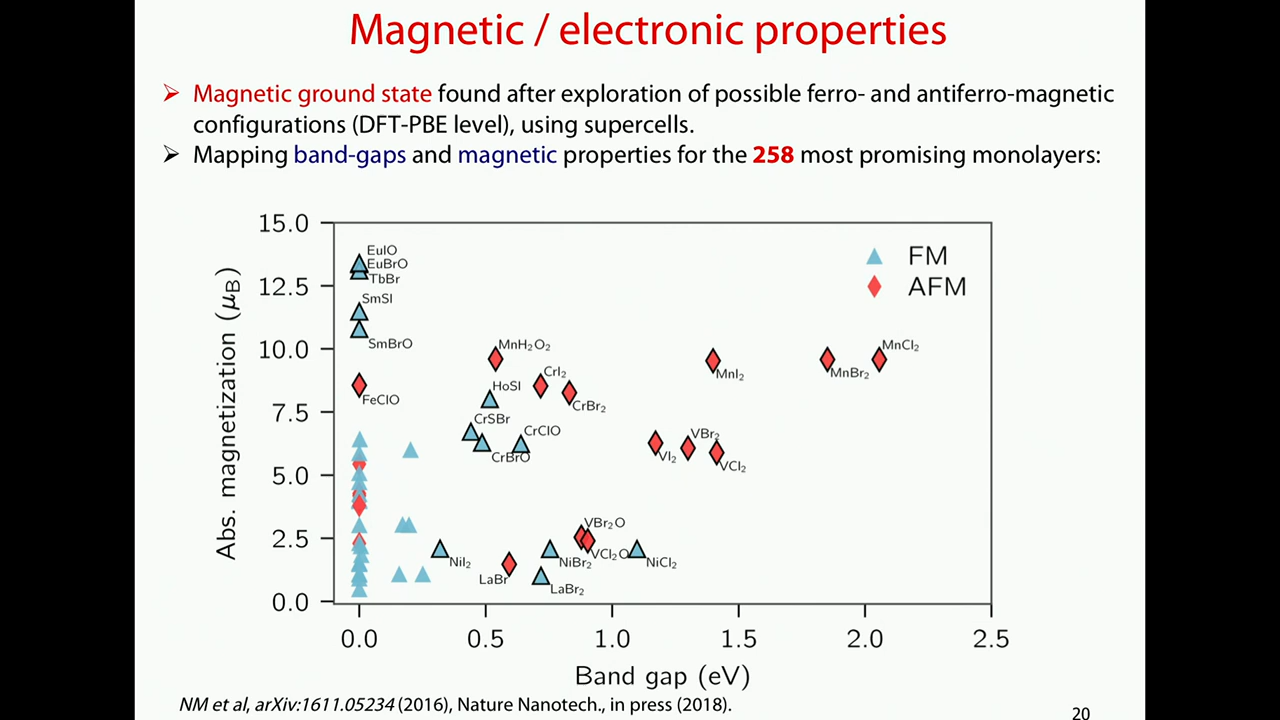 Magnetic / electronic properties
➢ Magnetic ground state found after exploration of possible ferro- and antiferro-magnetic
configurations (DFT-PBE level), using supercells.
➢ Mapping band-gaps and magnetic properties for the 258 most promising monolayers:
15.0
12.5
10.0
7.5
5.0
2.5
0.0
Abs. magnetization (μB)
EuIO
EuBrO
TbBr
SmSI
SmBrO
FeClO
MnH₂O₂
CrI₂
HoSI
CrBr₂
CrSBr
CrClO
CrBrO
MnI₂
MnBr₂
MnCl₂
VBr₂
VI₂
VCl₂
VBr₂O
VCl₂O
NiI₂
NiBr₂
NiCl₂
LaBr
LaBr₂
FM
AFM
0.0 0.5 1.0 1.5 2.0 2.5
Band gap (eV)
NM et al, arXiv:1611.05234 (2016), Nature Nanotech., in press (2018).
20